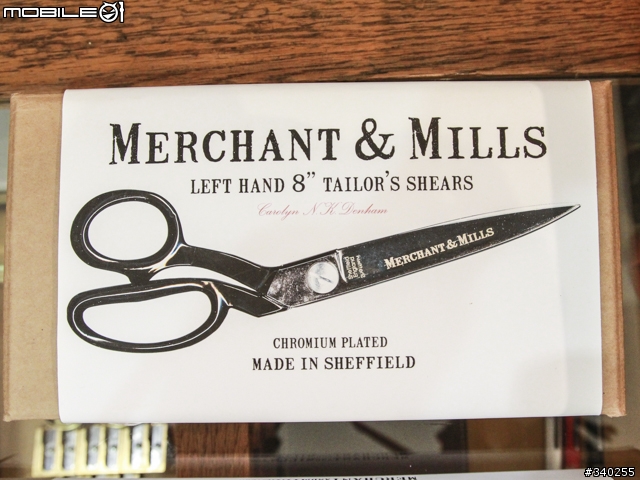 MOBILE01
MERCHANT & MILLS
LEFT HAND 8” TAILOR'S SHEARS
Carolyn N K Denham
MERCHANT & MILLS
CHROMIUM PLATED
MADE IN SHEFFIELD
#340255